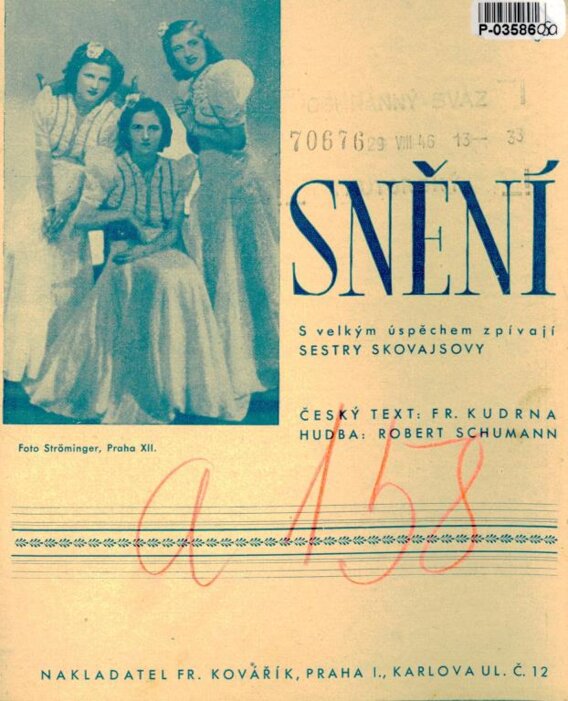 P-03586
OCHRANNÝ SVAZ
70676 29 VIII 46 13— 33
SNĚNÍ
S velkým úspěchem zpívají
SESTRY SKOVAJSOVY
ČESKÝ TEXT: FR. KUDRNA
HUDBA: ROBERT SCHUMANN
Foto Ströminger, Praha XII.
a 158
NAKLADATEL FR. KOVÁŘÍK, PRAHA I., KARLOVA UL. Č. 12